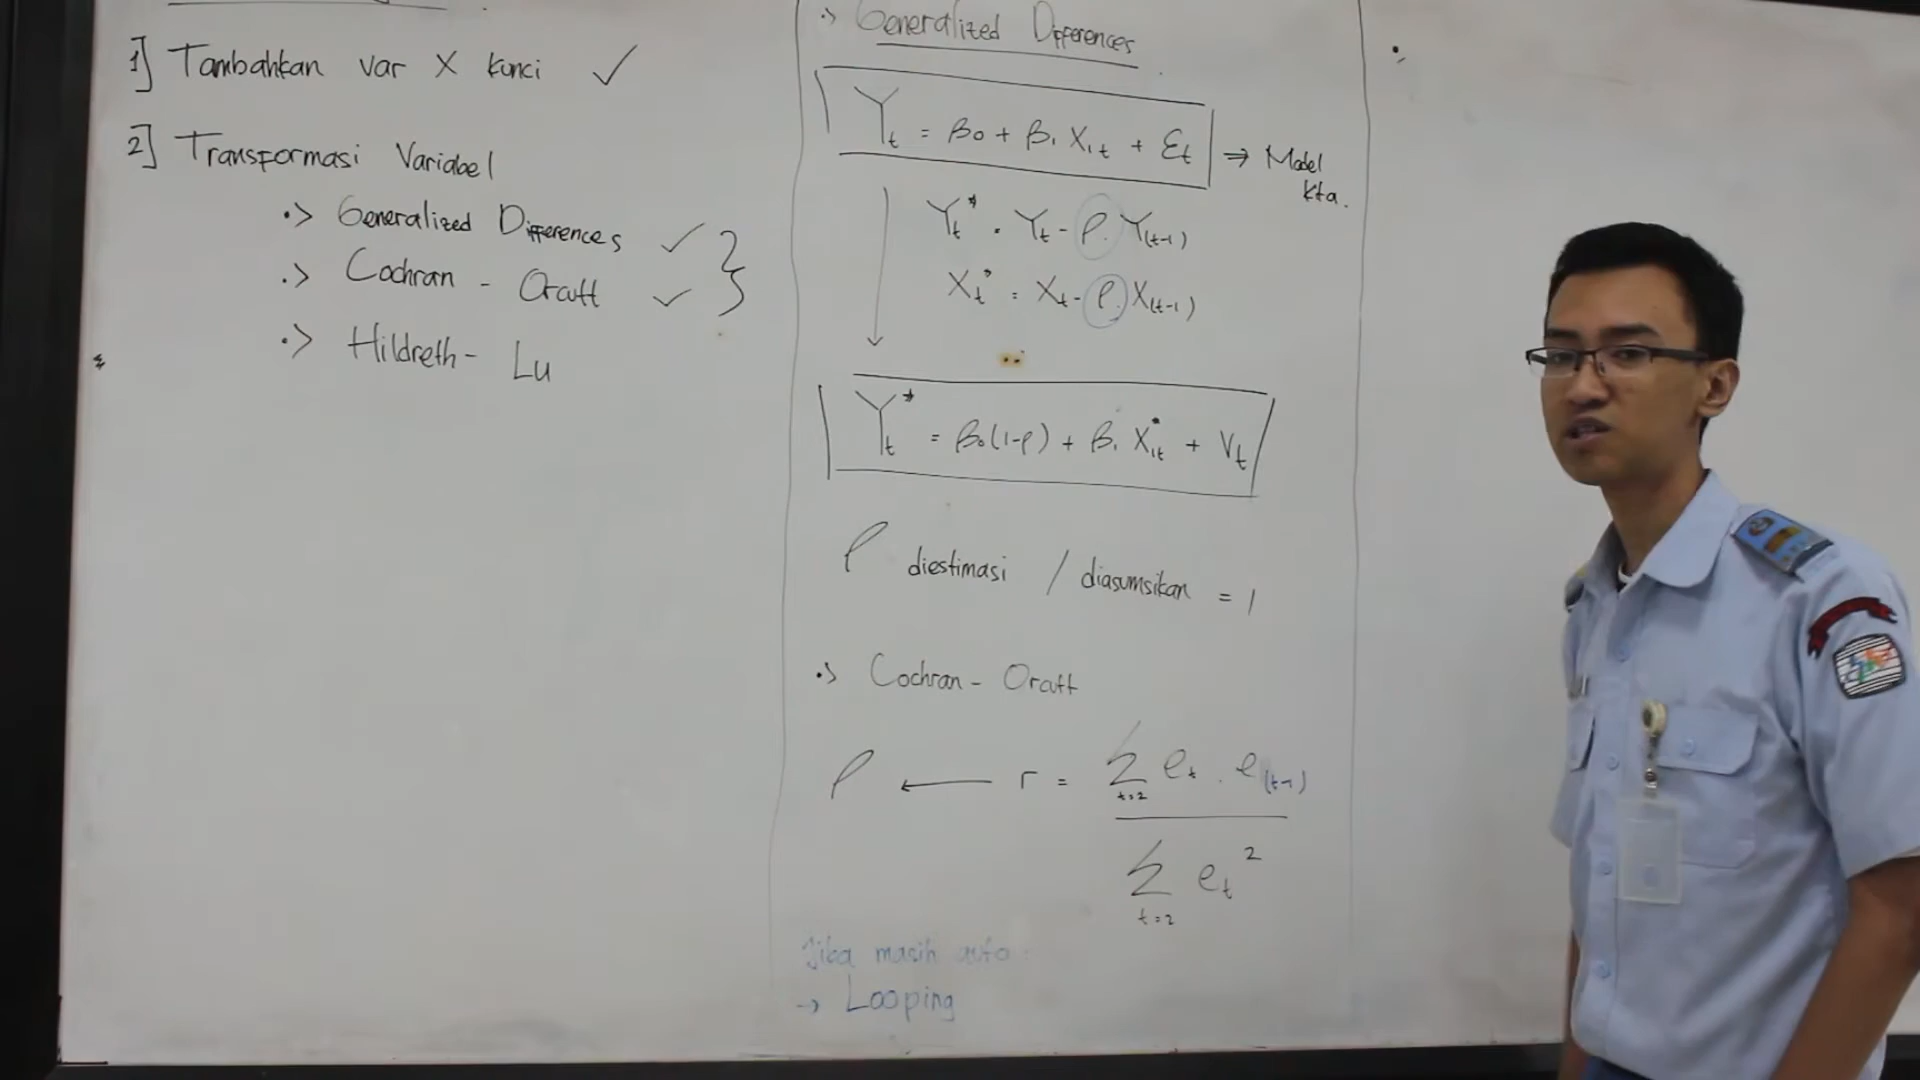 1] Tambahkan var X kunci ✓
2] Transformasi Variabel
•> Generalized Differences ✓
•> Cochran - Orcutt ✓
•> Hildreth - Lu
•> Generalized Differences
Yt = β0 + β1 X1t + Ɛt ⇒ Model kta.
Yt* = Yt - ρ. Y(t-1)
Xt* = Xt - ρ. X(t-1)
Yt* = β0(1-ρ) + β1 X1t* + Vt
ρ diestimasi / diasumsikan = 1
•> Cochran - Orcutt
ρ ← r = Σ t=2 et . e(t-1)
Σ t=2 et²
Jika masih auto
→ Looping